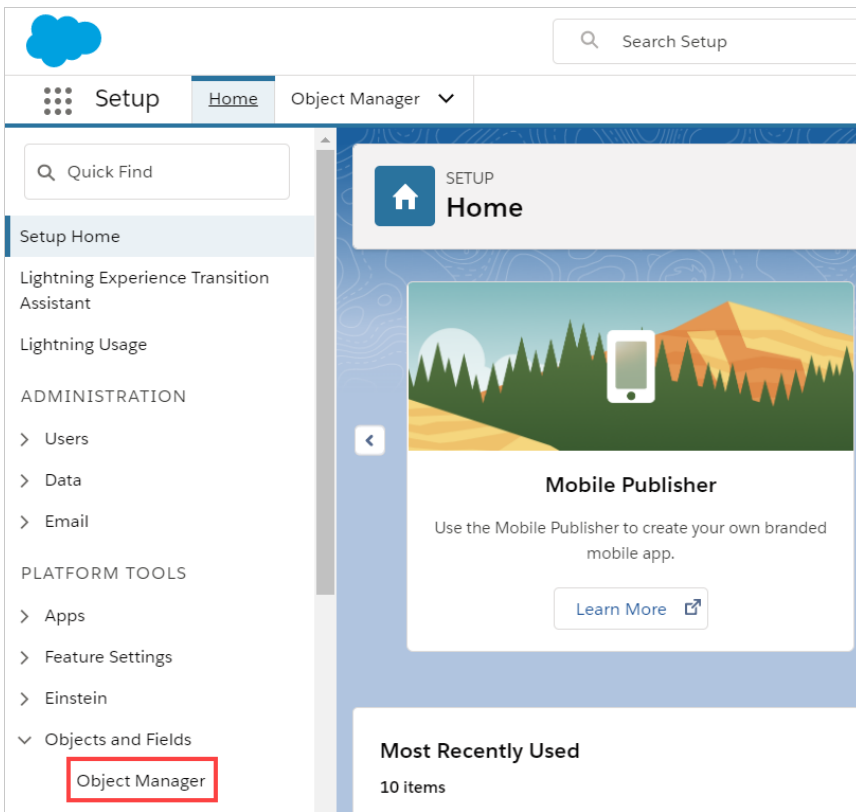 Search Setup
Setup
Home
Object Manager
Quick Find
Setup Home
Lightning Experience Transition
Assistant
Lightning Usage
ADMINISTRATION
Users
Data
Email
PLATFORM TOOLS
Apps
Feature Settings
Einstein
Objects and Fields
Object Manager
SETUP
Home
Mobile Publisher
Use the Mobile Publisher to create your own branded
mobile app.
Learn More
Most Recently Used
10 items